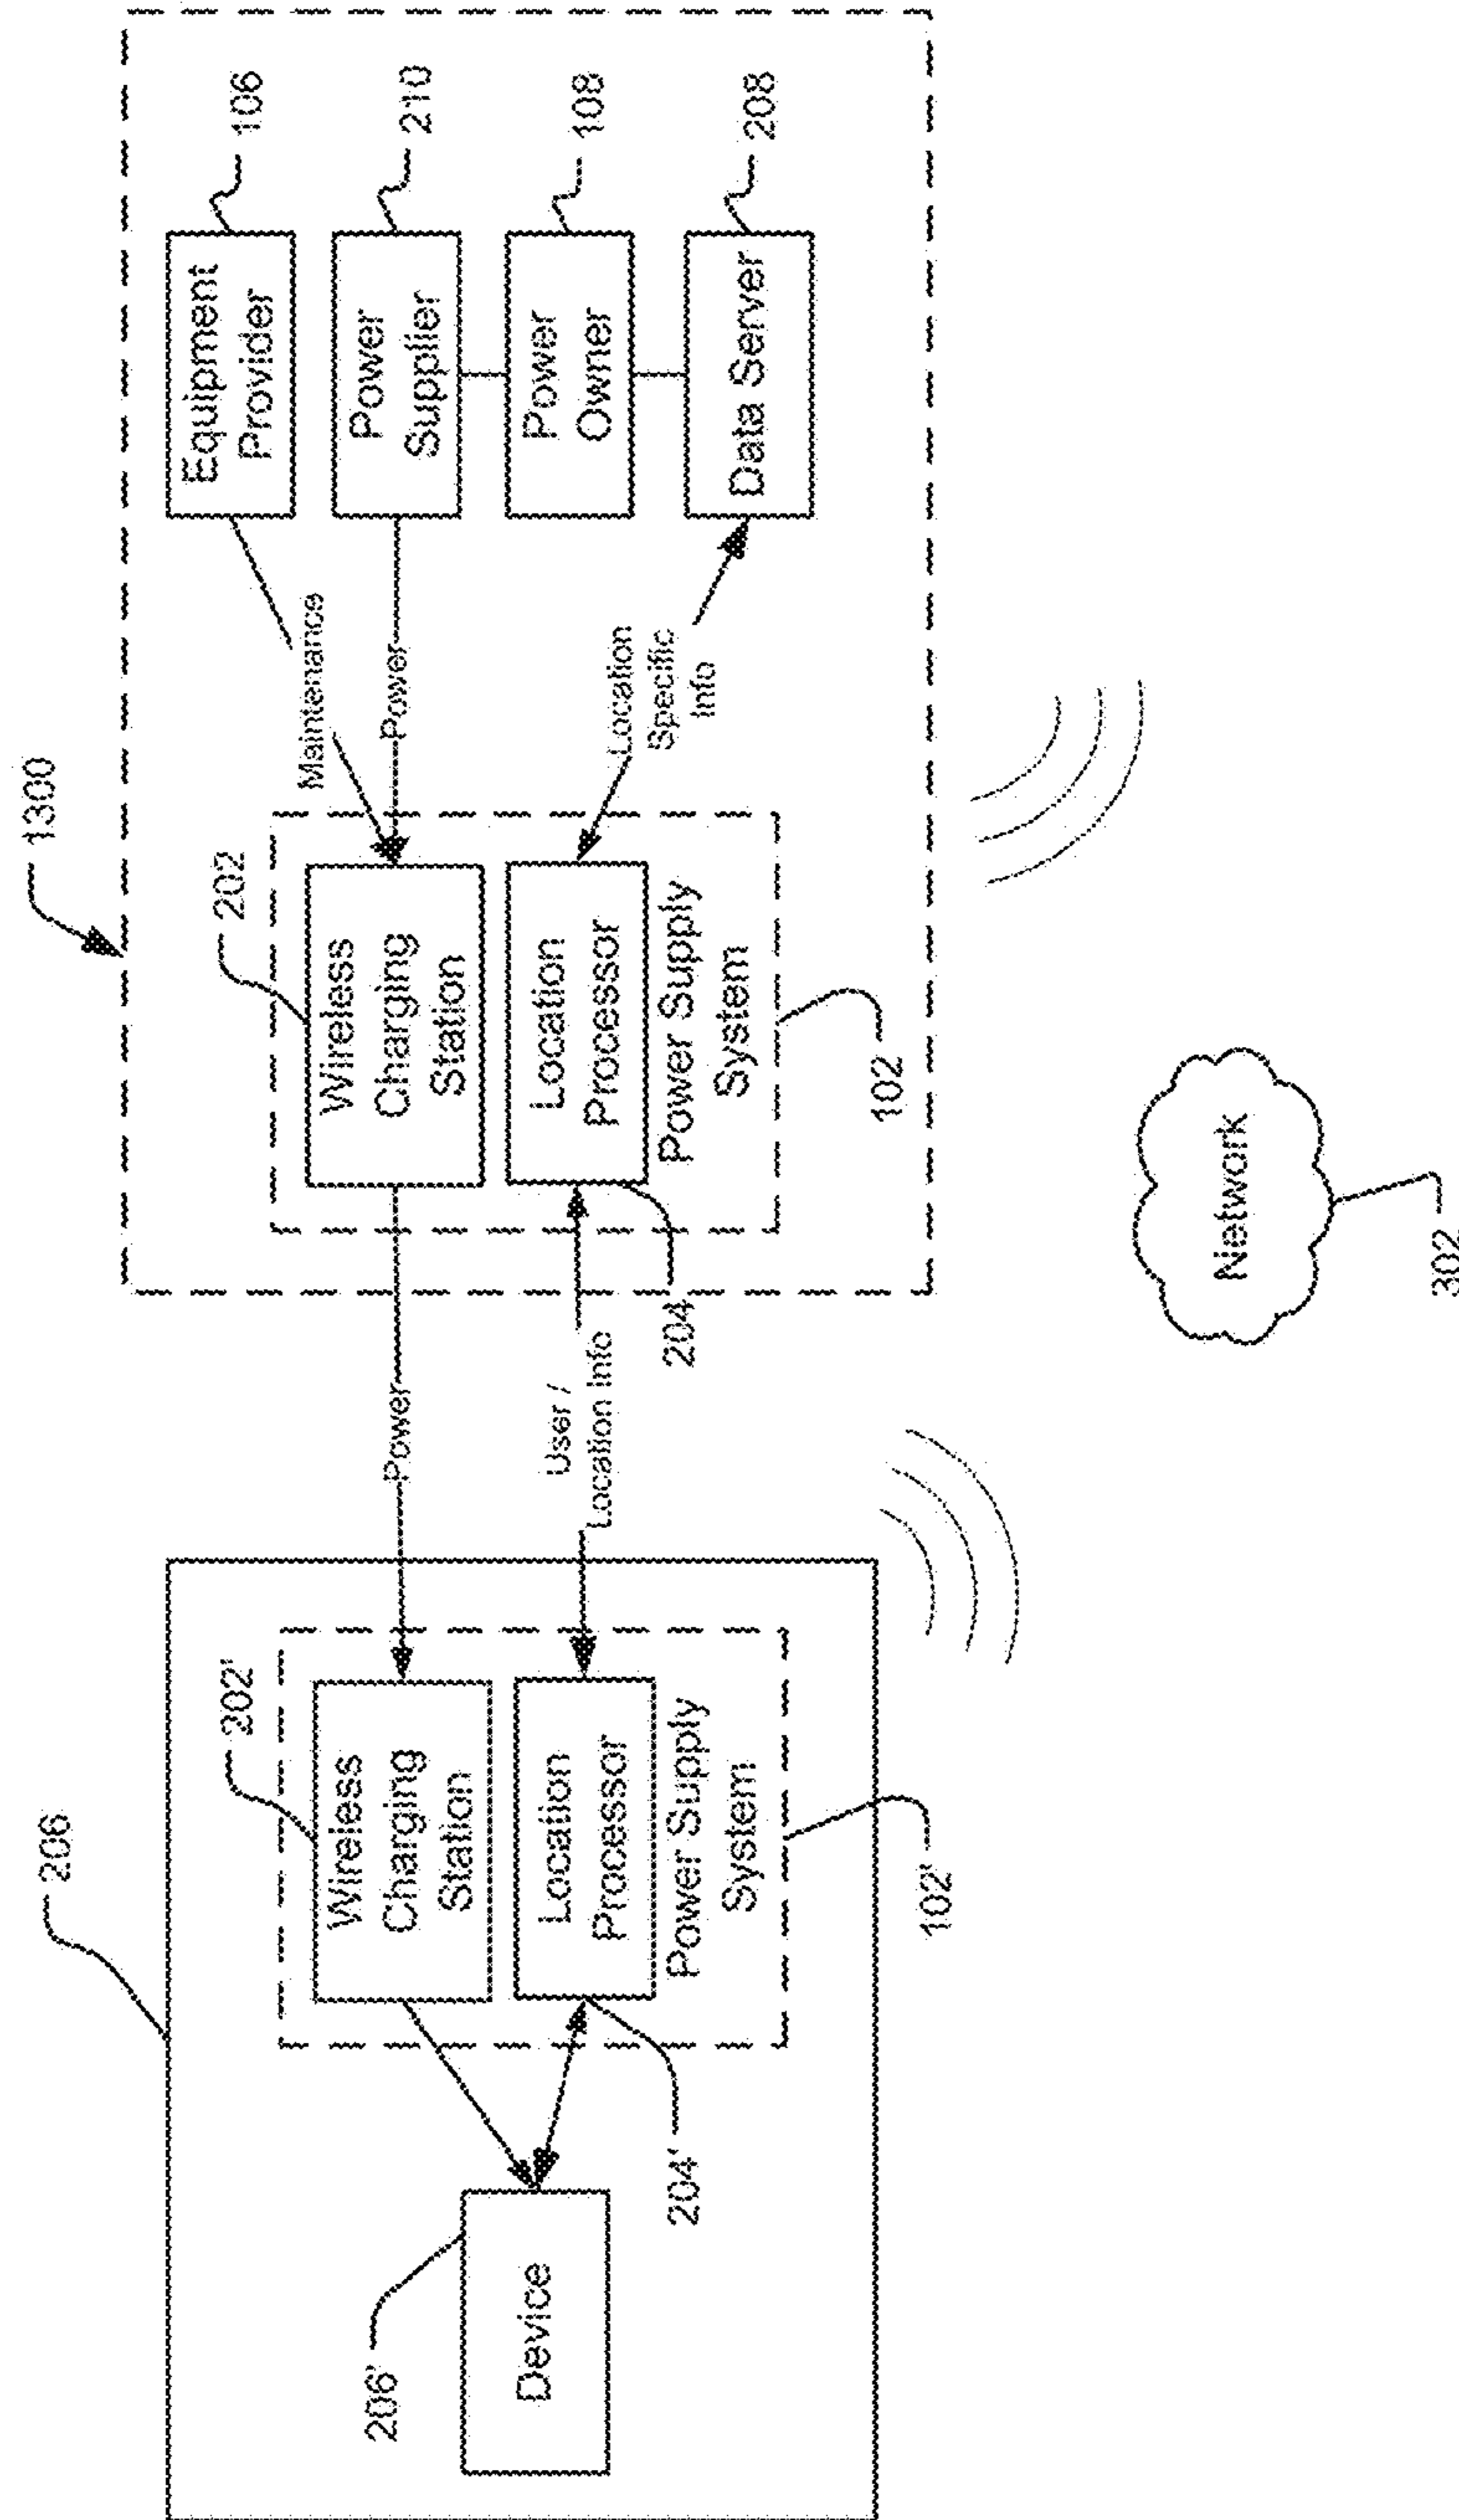 1300
206
202'
202
106
210
108
208
Equipment
Provider
Power
Supplier
Power
Owner
Data Server
Maintenance
Power
Location
Specific
Info
Wireless
Charging
Station
Location
Processor
Power Supply
System
102
204
Power
User /
Location Info
Wireless
Charging
Station
Location
Processor
Power Supply
System
102'
204'
Device
206'
Network
302